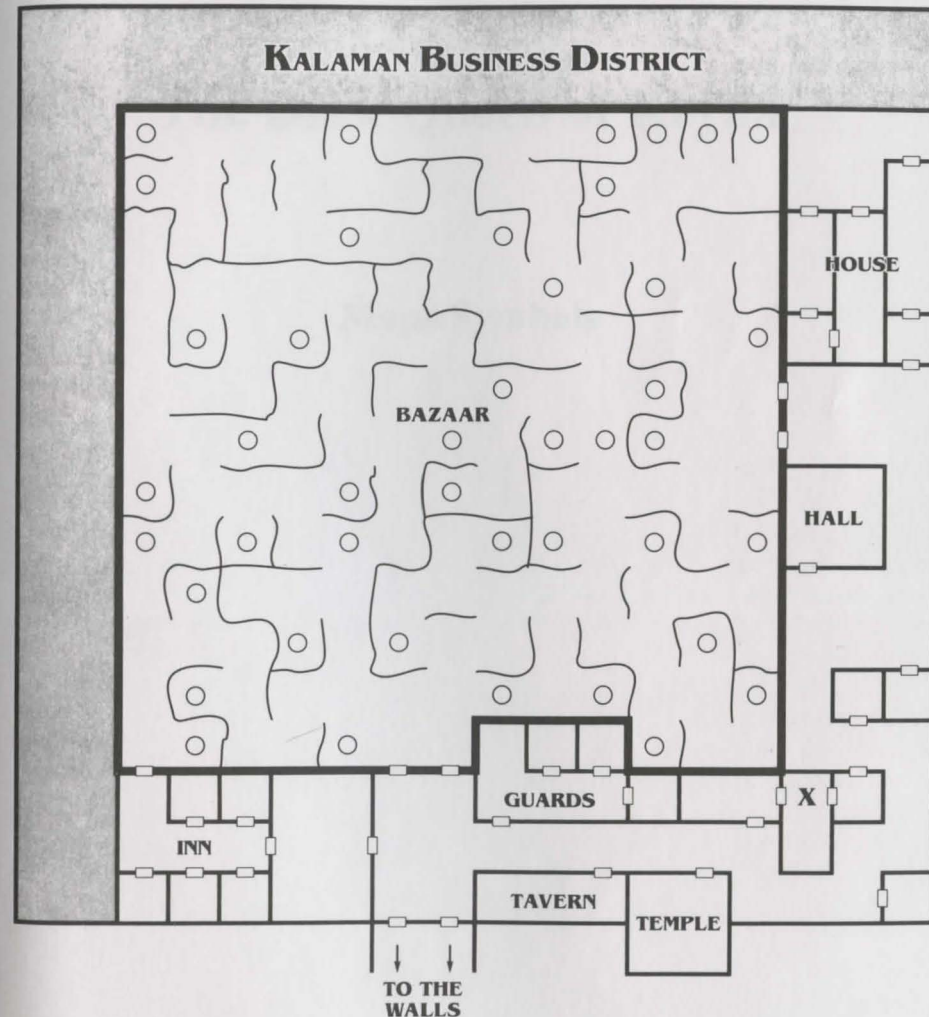 KALAMAN BUSINESS DISTRICT
HOUSE
BAZAAR
HALL
X
GUARDS
INN
TAVERN
TEMPLE
TO THE
WALLS